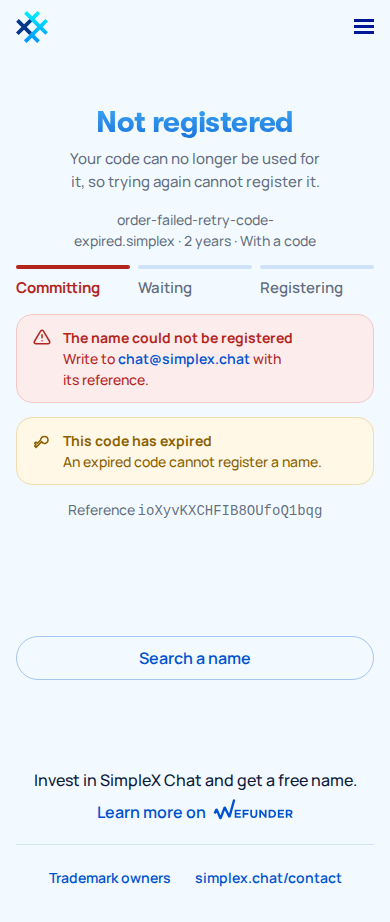 Not registered
Your code can no longer be used for
it, so trying again cannot register it.
order-failed-retry-code-
expired.simplex · 2 years · With a code
Committing
Waiting
Registering
The name could not be registered
Write to chat@simplex.chat with
its reference.
This code has expired
An expired code cannot register a name.
Reference ioXyvKXCHFIB8OUfoQ1bqg
Search a name
Invest in SimpleX Chat and get a free name.
Learn more on WEFUNDER
Trademark owners
simplex.chat/contact